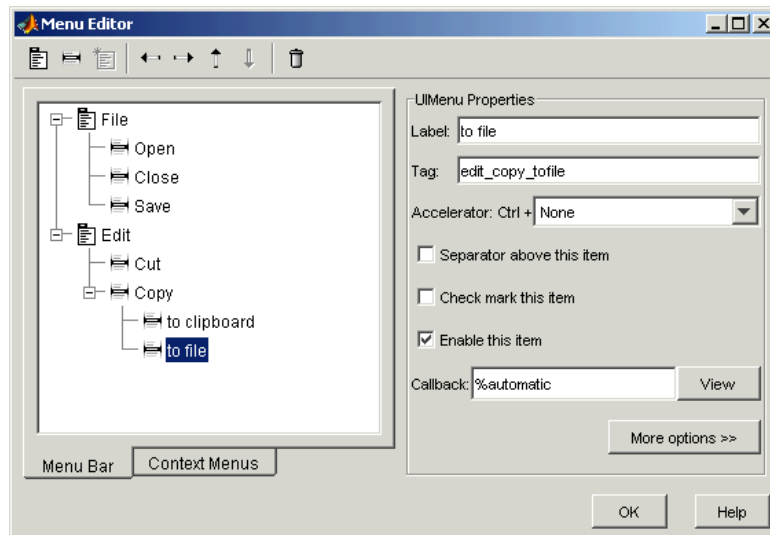 Menu Editor
File
Open
Close
Save
Edit
Cut
Copy
to clipboard
to file
Menu Bar
Context Menus
UIMenu Properties
Label: to file
Tag: edit_copy_tofile
Accelerator: Ctrl + None
Separator above this item
Check mark this item
Enable this item
Callback: %automatic View
More options >>
OK Help